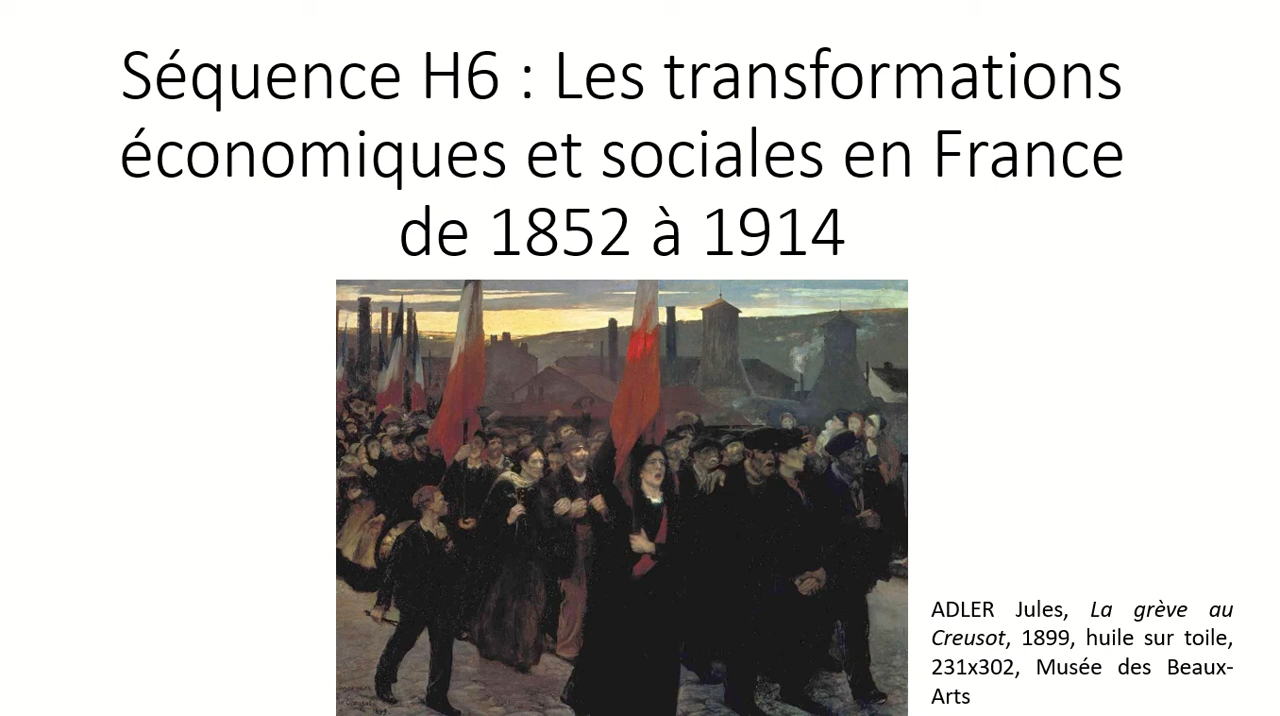 Séquence H6 : Les transformations
économiques et sociales en France
de 1852 à 1914
ADLER Jules, La grève au
Creusot, 1899, huile sur toile,
231x302, Musée des Beaux-
Arts